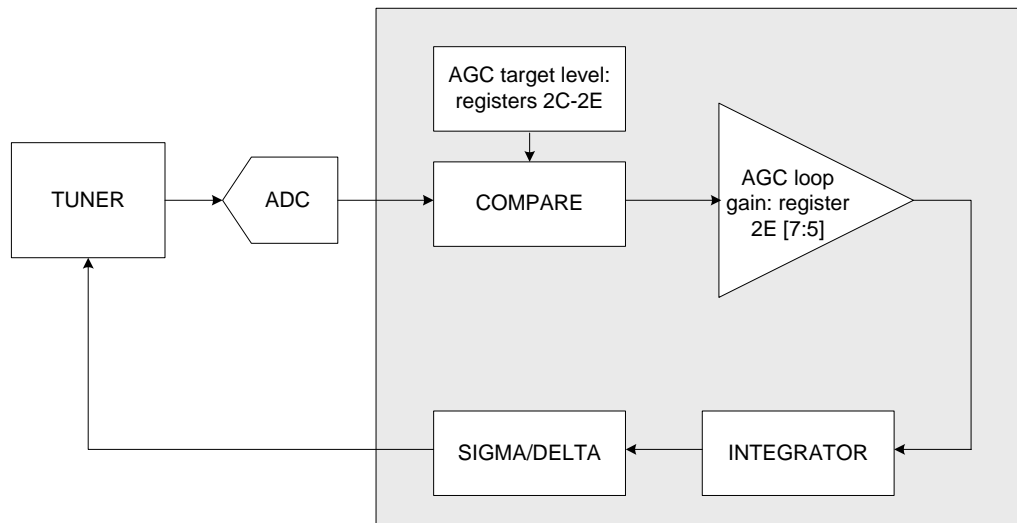 AGC target level:
registers 2C-2E
TUNER
ADC
COMPARE
AGC loop
gain: register
2E [7:5]
SIGMA/DELTA
INTEGRATOR